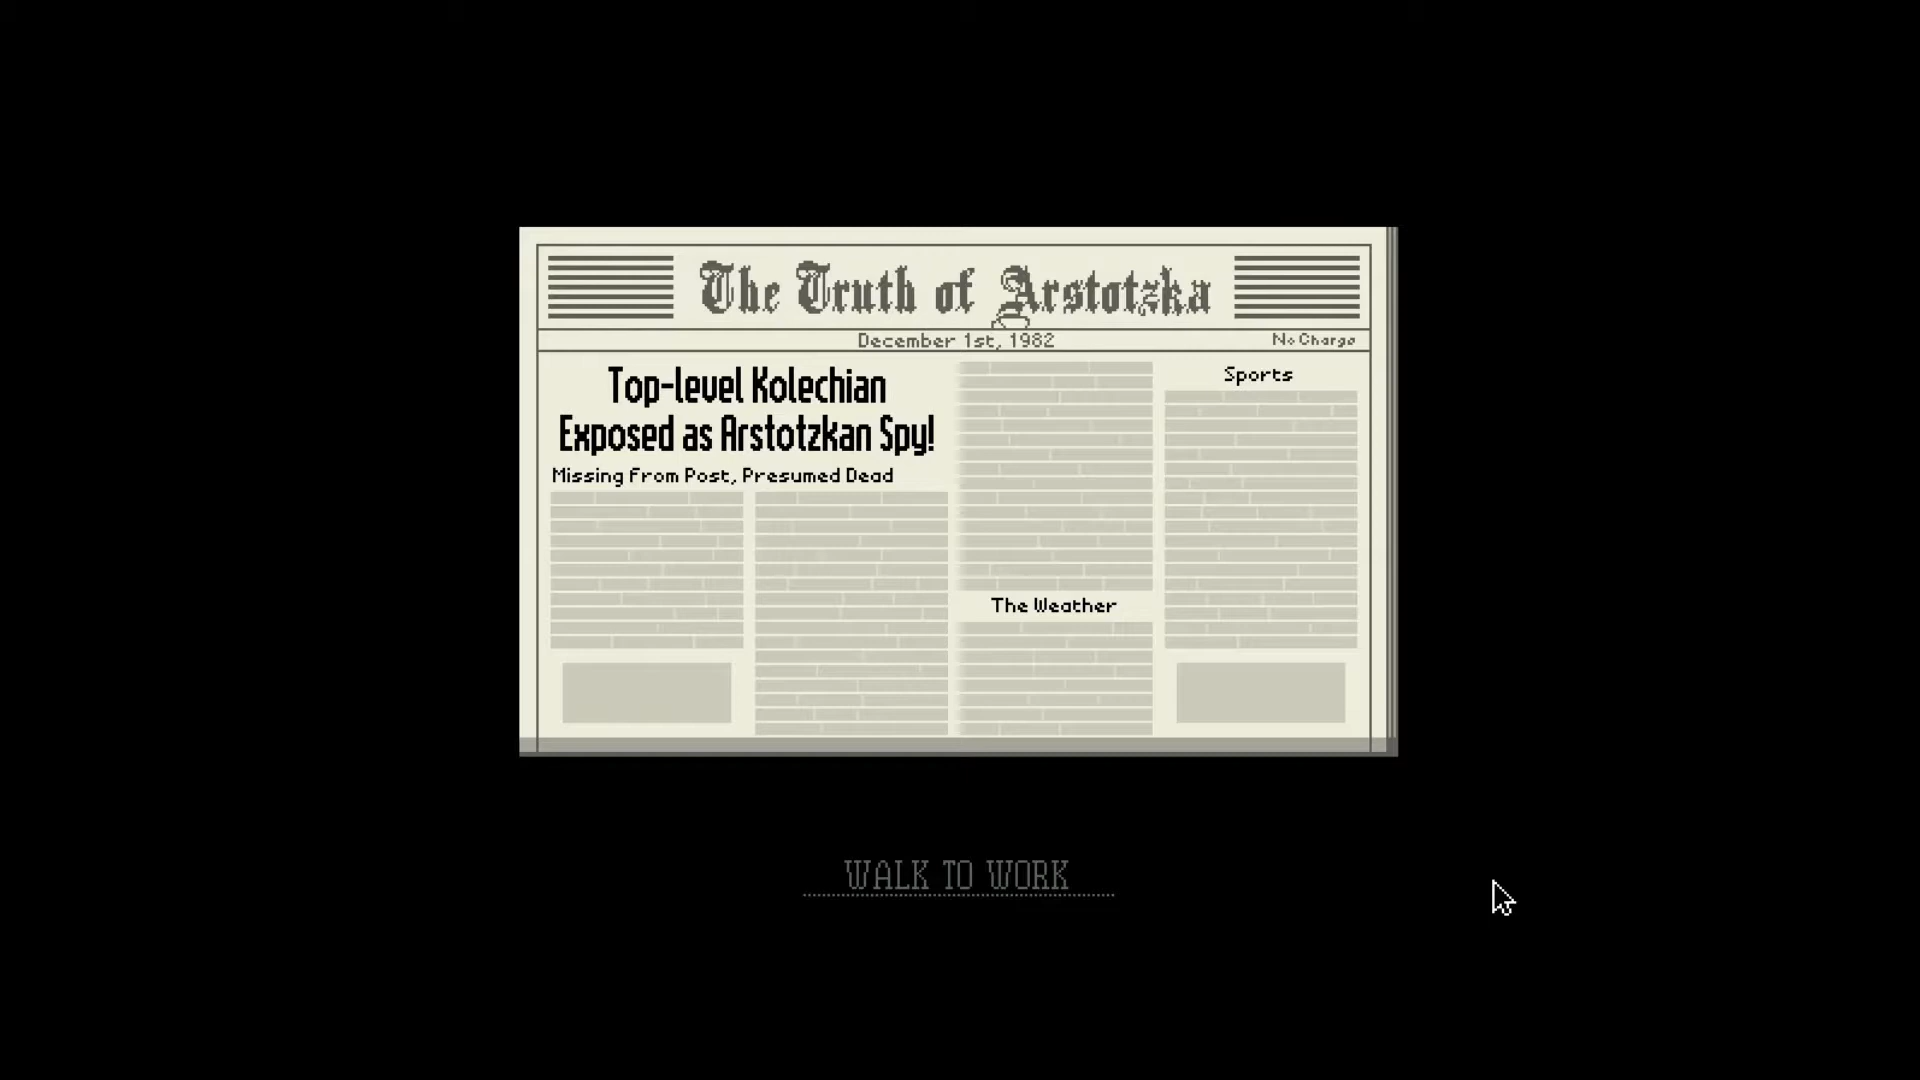 The Truth of Arstotzka
December 1st, 1982
No Charge
Top-level Kolechian
Exposed as Arstotzkan Spy!
Missing From Post, Presumed Dead
The Weather
Sports
WALK TO WORK